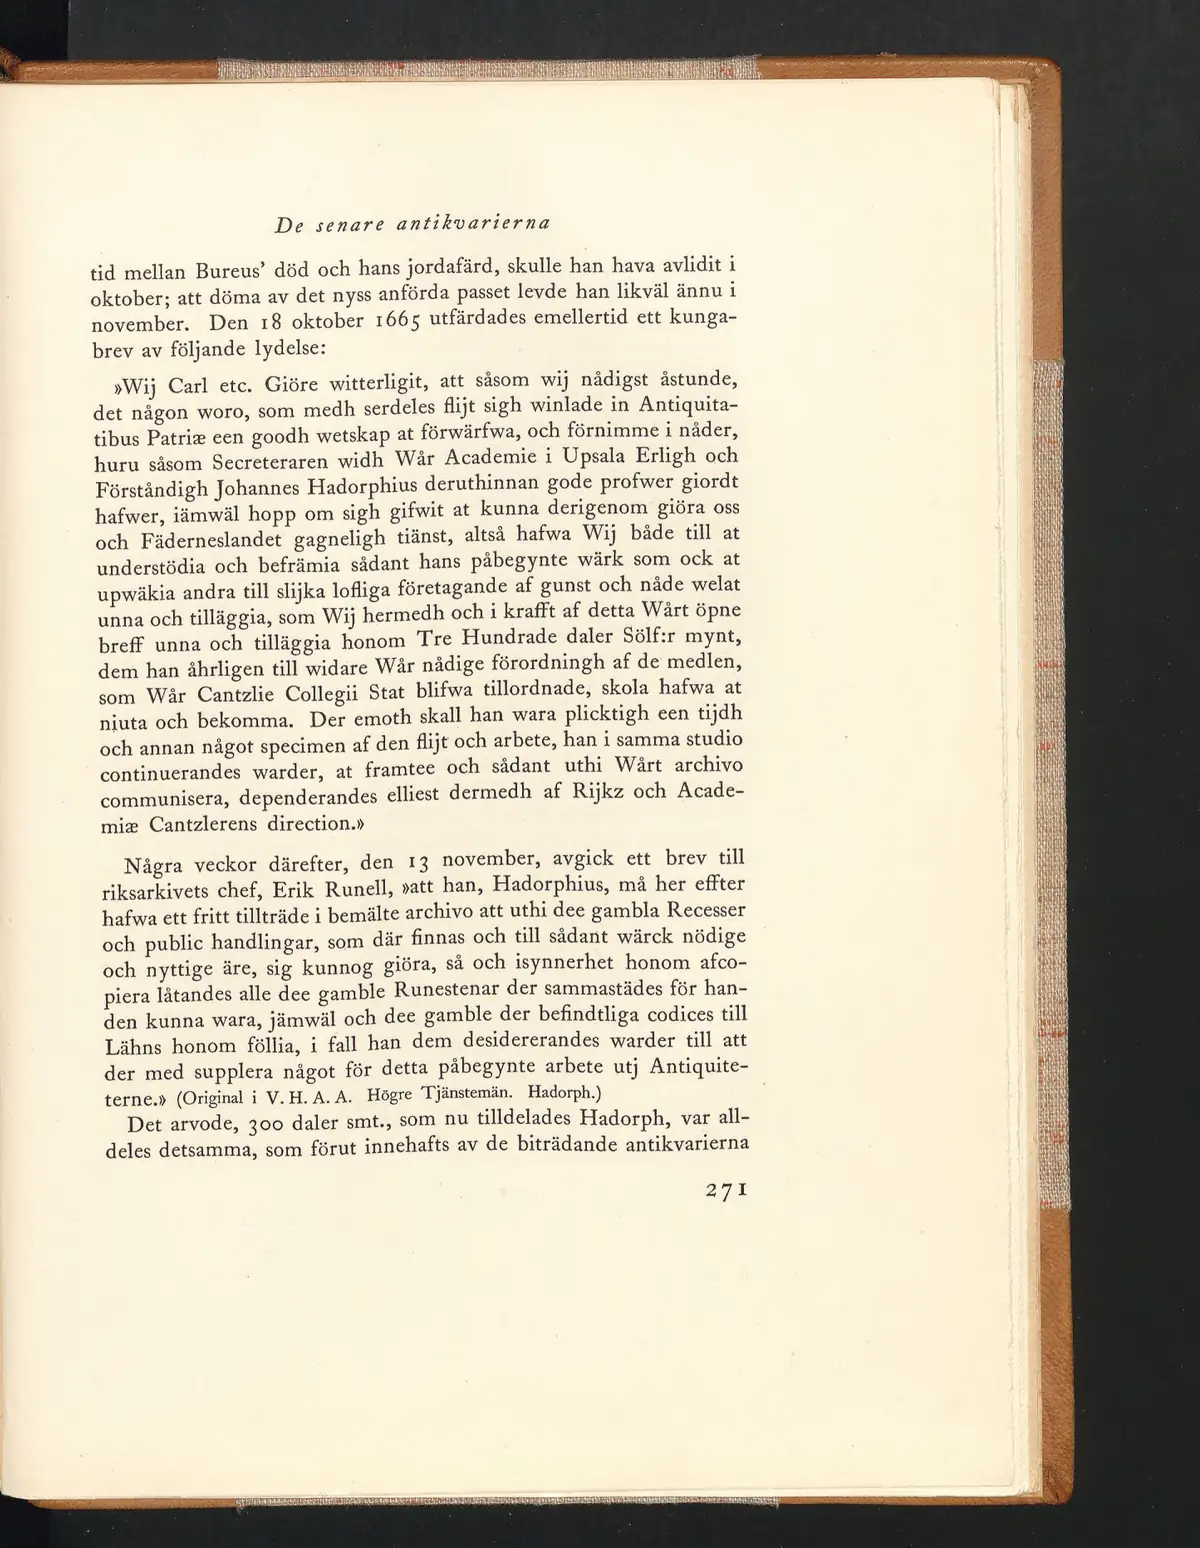 De senare antikvarierna
tid mellan Bureus’ död och hans jordafärd, skulle han hava avlidit i
oktober; att döma av det nyss anförda passet levde han likväl ännu i
november. Den 18 oktober 1665 utfärdades emellertid ett kunga-
brev av följande lydelse:
»Wij Carl etc. Giöre witterligit, att såsom wij nådigst åstunde,
det någon woro, som medh serdeles flijt sigh winlade in Antiquita-
tibus Patriæ een goodh wetskap at förwärfwa, och förnimme i nåder,
huru såsom Secreteraren widh Wår Academie i Upsala Erligh och
Förståndigh Johannes Hadorphius deruthinnan gode profwer giordt
hafwer, iämwäl hopp om sigh gifwit at kunna derigenom giöra oss
och Fäderneslandet gagneligh tiänst, altså hafwa Wij både till at
understödia och befrämia sådant hans påbegynte wärk som ock at
upwäkia andra till slijka lofliga företagande af gunst och nåde welat
unna och tilläggia, som Wij hermedh och i krafft af detta Wårt öpne
breff unna och tilläggia honom Tre Hundrade daler Sölf:r mynt,
dem han åhrligen till widare Wår nådige förordningh af de medlen,
som Wår Cantzlie Collegii Stat blifwa tillordnade, skola hafwa at
niuta och bekomma. Der emoth skall han wara plicktigh een tijdh
och annan något specimen af den flijt och arbete, han i samma studio
continuerandes warder, at framtee och sådant uthi Wårt archivo
communisera, dependerandes elliest dermedh af Rijkz och Acade-
miæ Cantzlerens direction.»
Några veckor därefter, den 13 november, avgick ett brev till
riksarkivets chef, Erik Runell, »att han, Hadorphius, må her effter
hafwa ett fritt tillträde i bemälte archivo att uthi dee gambla Recesser
och public handlingar, som där finnas och till sådant wärck nödige
och nyttige äre, sig kunnog giöra, så och isynnerhet honom afco-
piera låtandes alle dee gamble Runestenar der sammastädes för han-
den kunna wara, jämwäl och dee gamble der befindtliga codices till
Lähns honom föllia, i fall han dem desidererandes warder till att
der med supplera något för detta påbegynte arbete utj Antiquite-
terne.» (Original i V. H. A. A. Högre Tjänstemän. Hadorph.)
Det arvode, 300 daler smt., som nu tilldelades Hadorph, var all-
deles detsamma, som förut innehafts av de biträdande antikvarierna
271